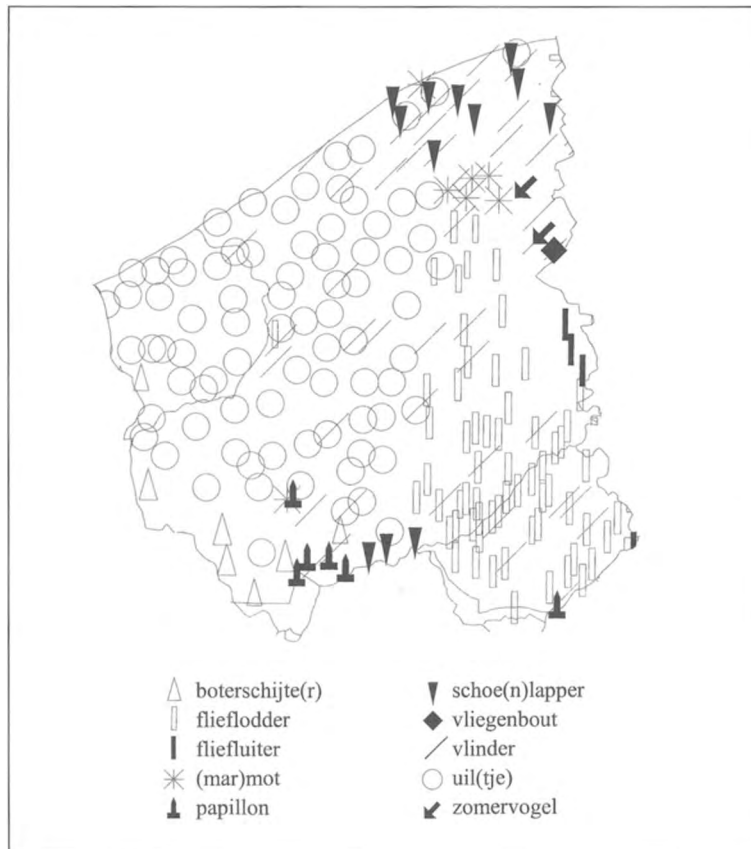 boterschijte(r)
flieflodder
fliefluiter
(mar)mot
papillon
schoe(n)lapper
vliegenbout
vlinder
uil(tje)
zomervogel